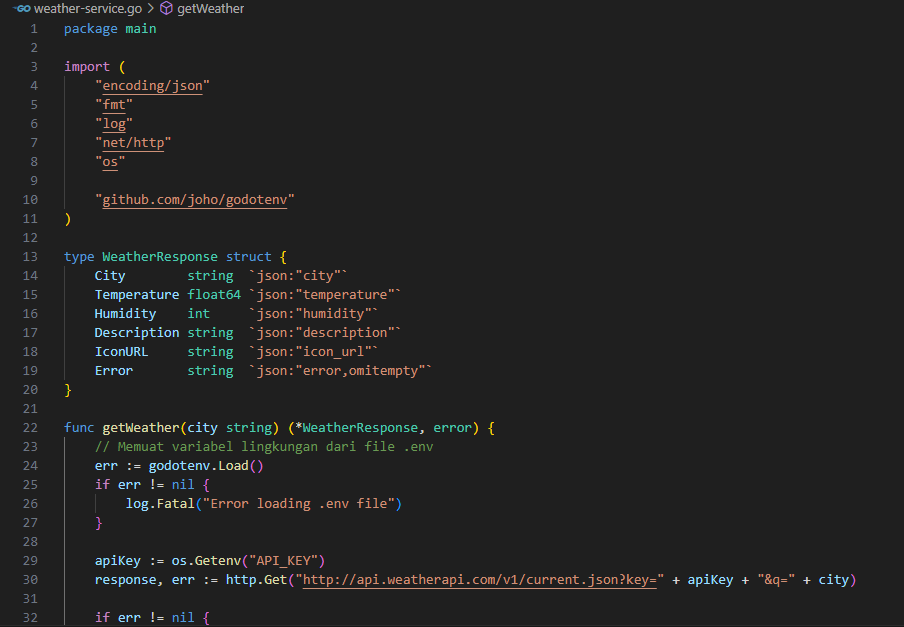 weather-service.go > getWeather
1 package main
2
3 import (
4 "encoding/json"
5 "fmt"
6 "log"
7 "net/http"
8 "os"
9
10 "github.com/joho/godotenv"
11 )
12
13 type WeatherResponse struct {
14 City string `json:"city"`
15 Temperature float64 `json:"temperature"`
16 Humidity int `json:"humidity"`
17 Description string `json:"description"`
18 IconURL string `json:"icon_url"`
19 Error string `json:"error,omitempty"`
20 }
21
22 func getWeather(city string) (*WeatherResponse, error) {
23 // Memuat variabel lingkungan dari file .env
24 err := godotenv.Load()
25 if err != nil {
26 log.Fatal("Error loading .env file")
27 }
28
29 apiKey := os.Getenv("API_KEY")
30 response, err := http.Get("http://api.weatherapi.com/v1/current.json?key=" + apiKey + "&q=" + city)
31
32 if err != nil {